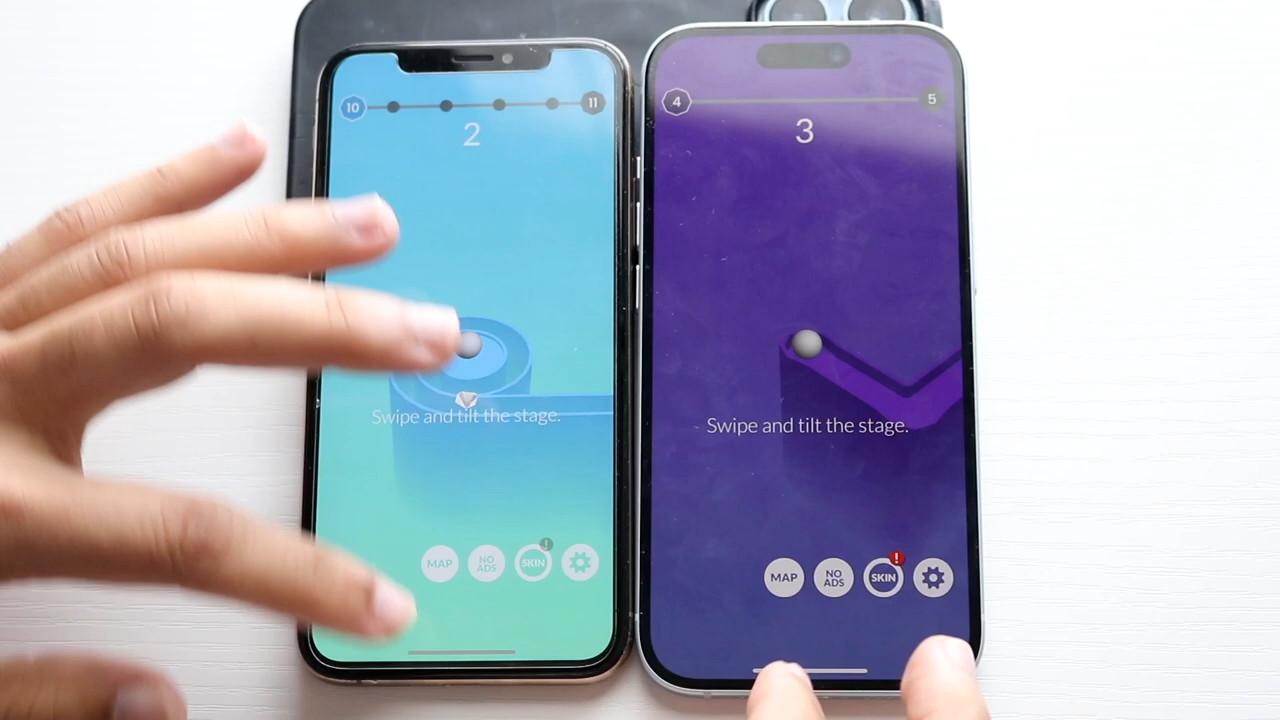 10
11
2
Swipe and tilt the stage.
MAP
NO
ADS
SKIN
!
4
5
3
Swipe and tilt the stage.
MAP
NO
ADS
SKIN
!